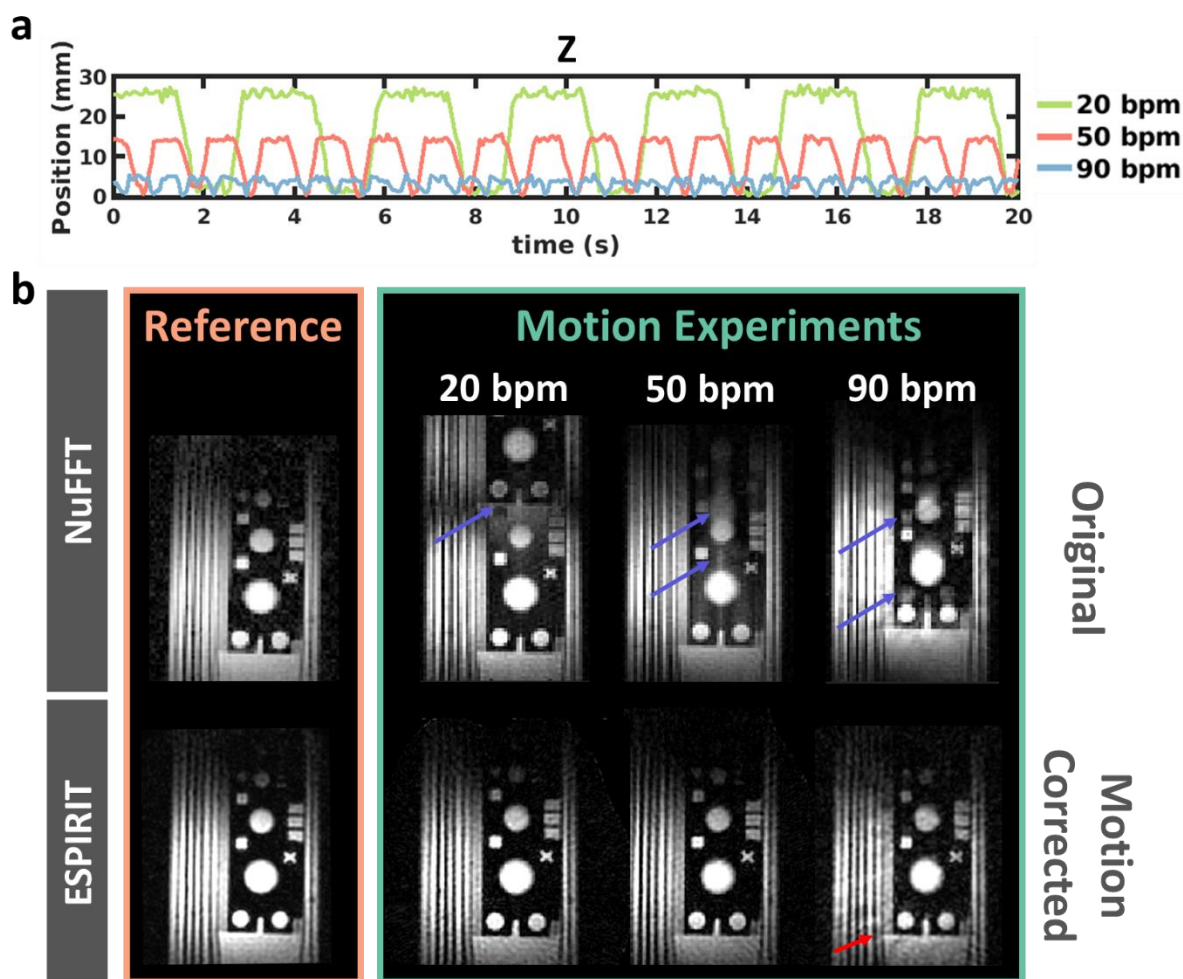 a
Z
Position (mm)
30
20
10
0
0 2 4 6 8 10 12 14 16 18 20
time (s)
20 bpm
50 bpm
90 bpm
b
Reference
Motion Experiments
20 bpm 50 bpm 90 bpm
NuFFT
Original
ESPIRIT
Motion
Corrected